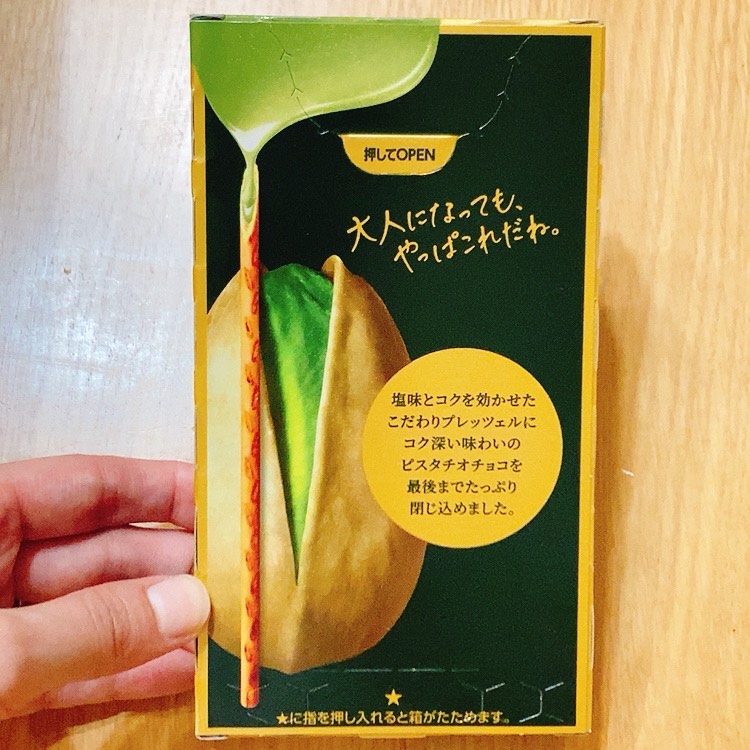 押してOPEN
大人になっても、
やっぱこれだね。
塩味とコクを効かせた
こだわりプレッツェルに
コク深い味わいの
ピスタチオチョコを
最後までたっぷり
閉じ込めました。
★
★に指を押し入れると箱がたためます。